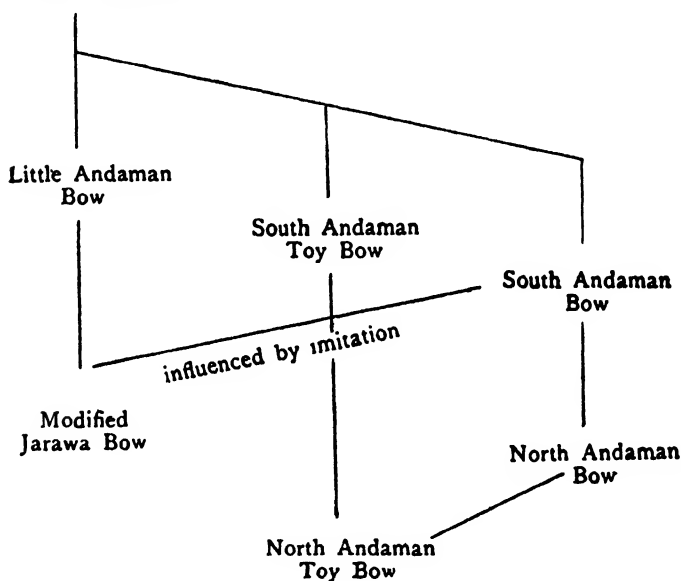 Little Andaman
Bow
South Andaman
Toy Bow
South Andaman
Bow
influenced by imitation
Modified
Jarawa Bow
North Andaman
Bow
North Andaman
Toy Bow